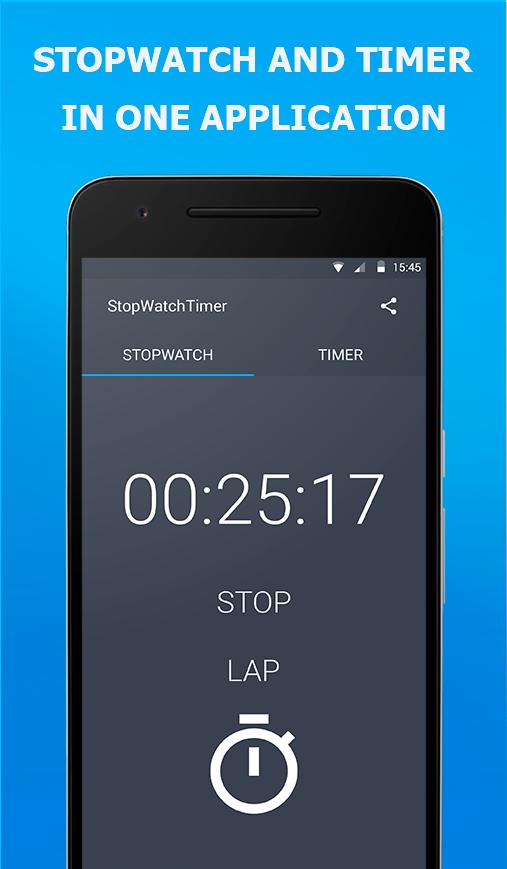 STOPWATCH AND TIMER
IN ONE APPLICATION
15:45
StopWatchTimer
STOPWATCH TIMER
00:25:17
STOP
LAP